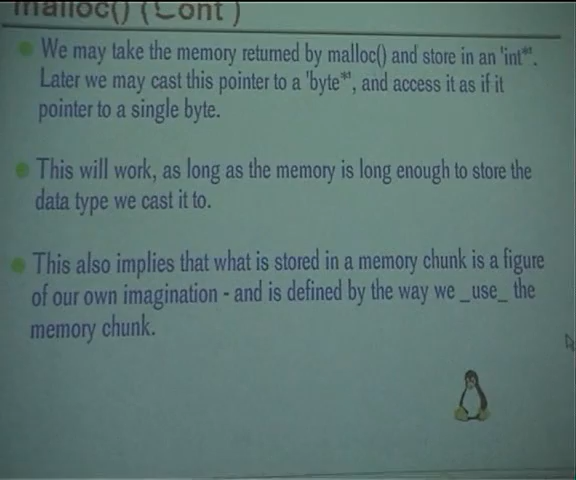 malloc() (Cont )
We may take the memory returned by malloc() and store in an 'int*'.
Later we may cast this pointer to a 'byte*', and access it as if it
pointer to a single byte.
This will work, as long as the memory is long enough to store the
data type we cast it to.
This also implies that what is stored in a memory chunk is a figure
of our own imagination - and is defined by the way we _use_ the
memory chunk.